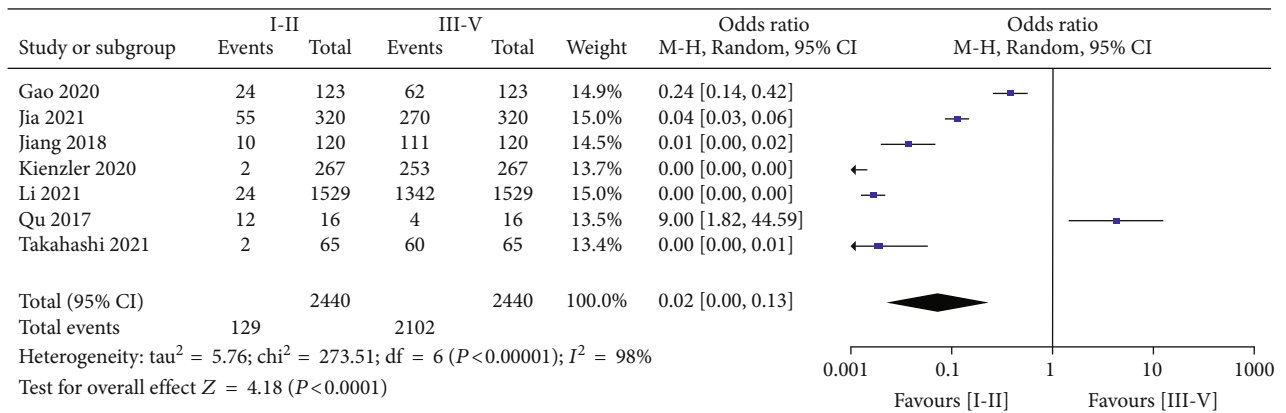 I-II III-V Odds ratio Odds ratio
Study or subgroup Events Total Events Total Weight M-H, Random, 95% CI M-H, Random, 95% CI
Gao 2020 24 123 62 123 14.9% 0.24 [0.14, 0.42]
Jia 2021 55 320 270 320 15.0% 0.04 [0.03, 0.06]
Jiang 2018 10 120 111 120 14.5% 0.01 [0.00, 0.02]
Kienzler 2020 2 267 253 267 13.7% 0.00 [0.00, 0.00]
Li 2021 24 1529 1342 1529 15.0% 0.00 [0.00, 0.00]
Qu 2017 12 16 4 16 13.5% 9.00 [1.82, 44.59]
Takahashi 2021 2 65 60 65 13.4% 0.00 [0.00, 0.01]
Total (95% CI) 2440 2440 100.0% 0.02 [0.00, 0.13]
Total events 129 2102
Heterogeneity: tau² = 5.76; chi² = 273.51; df = 6 (P<0.00001); I² = 98%
Test for overall effect Z = 4.18 (P<0.0001)
0.001 0.1 1 10 1000
Favours [I-II] Favours [III-V]